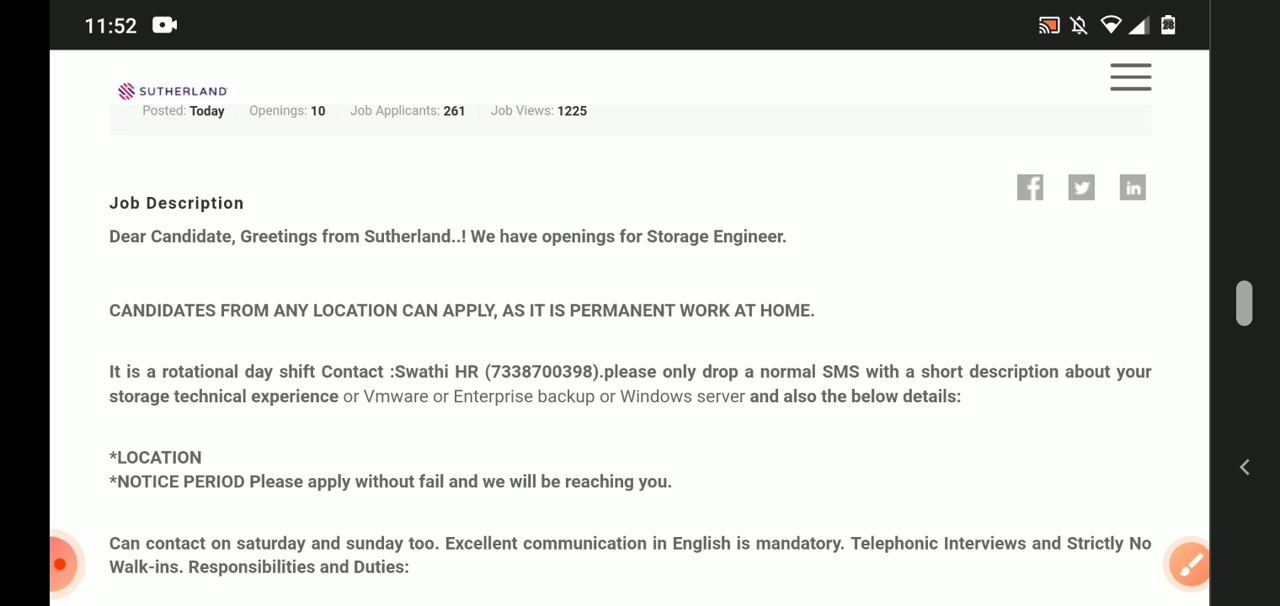 11:52
28
SUTHERLAND
Posted: Today Openings: 10 Job Applicants: 261 Job Views: 1225
Job Description
Dear Candidate, Greetings from Sutherland..! We have openings for Storage Engineer.
CANDIDATES FROM ANY LOCATION CAN APPLY, AS IT IS PERMANENT WORK AT HOME.
It is a rotational day shift Contact :Swathi HR (7338700398).please only drop a normal SMS with a short description about your
storage technical experience or Vmware or Enterprise backup or Windows server and also the below details:
*LOCATION
*NOTICE PERIOD Please apply without fail and we will be reaching you.
Can contact on saturday and sunday too. Excellent communication in English is mandatory. Telephonic Interviews and Strictly No
Walk-ins. Responsibilities and Duties: